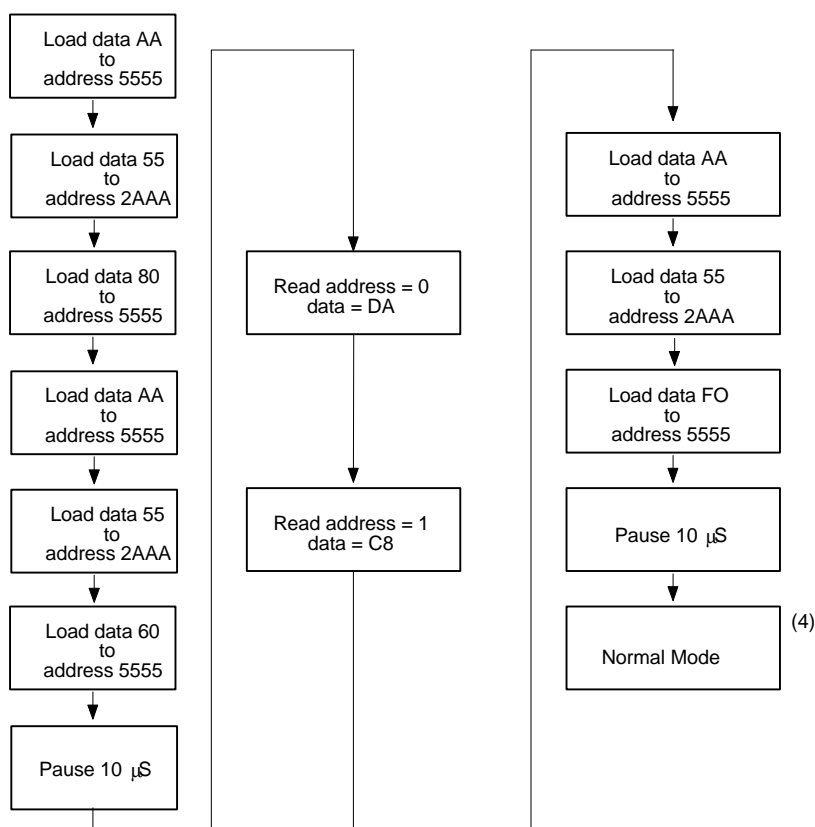 Load data AA
to
address 5555
Load data 55
to
address 2AAA
Load data 80
to
address 5555
Load data AA
to
address 5555
Load data 55
to
address 2AAA
Load data 60
to
address 5555
Pause 10 µS
Read address = 0
data = DA
Read address = 1
data = C8
Load data AA
to
address 5555
Load data 55
to
address 2AAA
Load data FO
to
address 5555
Pause 10 µS
Normal Mode
(4)